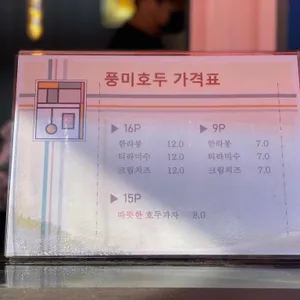 풍미호두 가격표
▶ 16P
한라봉 12.0
티라미수 12.0
크림치즈 12.0
▶ 9P
한라봉 7.0
티라미수 7.0
크림치즈 7.0
▶ 15P
따뜻한 호두과자 8.0